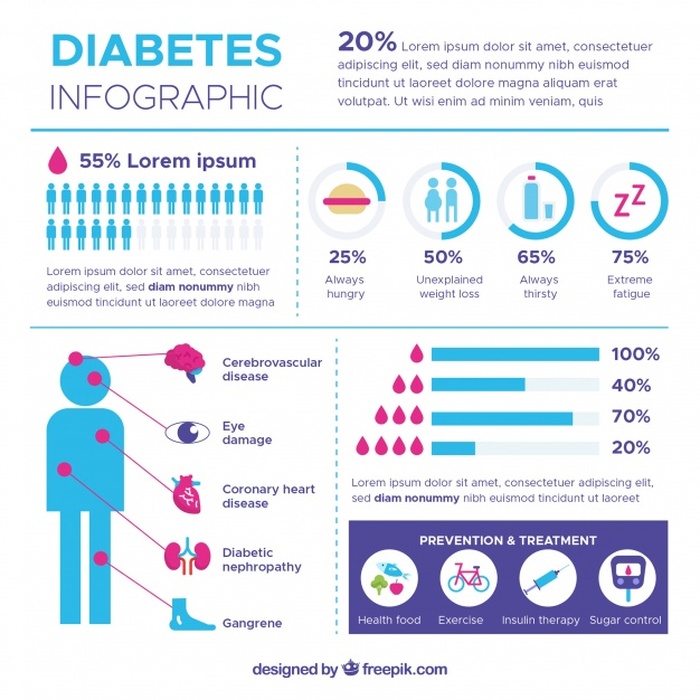 DIABETES
INFOGRAPHIC
20% Lorem ipsum dolor sit amet, consectetuer
adipiscing elit, sed diam nonummy nibh euismod
tincidunt ut laoreet dolore magna aliquam erat
volutpat. Ut wisi enim ad minim veniam, quis
55% Lorem ipsum
Lorem ipsum dolor sit amet, consectetuer
adipiscing elit, sed diam nonummy nibh
euismod tincidunt ut laoreet dolore magna
ZZ
25%
Always
hungry
50%
Unexplained
weight loss
65%
Always
thirsty
75%
Extreme
fatigue
Cerebrovascular
disease
Eye
damage
Coronary heart
disease
Diabetic
nephropathy
Gangrene
100%
40%
70%
20%
Lorem ipsum dolor sit amet, consectetuer adipiscing elit,
sed diam nonummy nibh euismod tincidunt ut laoreet
PREVENTION & TREATMENT
Health food
Exercise
Insulin therapy
Sugar control
designed by freepik.com